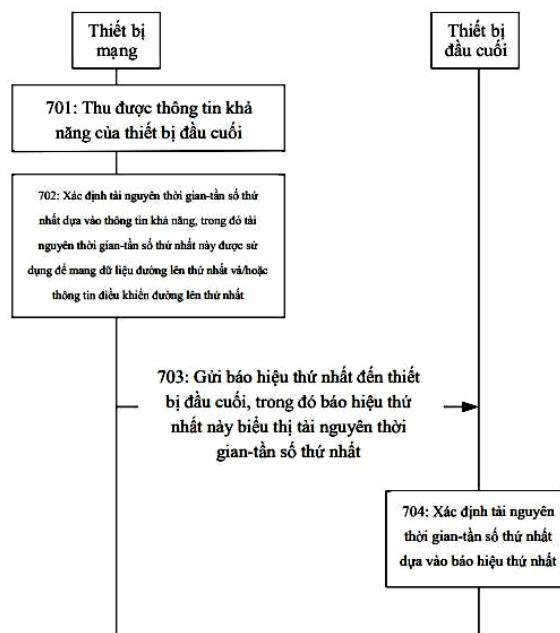 Thiết bị
mạng
Thiết bị
đầu cuối
701: Thu được thông tin khả
năng của thiết bị đầu cuối
702: Xác định tài nguyên thời gian-tần số thứ
nhất dựa vào thông tin khả năng, trong đó tài
nguyên thời gian-tần số thứ nhất này được sử
dụng để mang dữ liệu đường lên thứ nhất và/hoặc
thông tin điều khiển đường lên thứ nhất
703: Gửi báo hiệu thứ nhất đến thiết
bị đầu cuối, trong đó báo hiệu thứ
nhất này biểu thị tài nguyên thời
gian-tần số thứ nhất
704: Xác định tài nguyên
thời gian-tần số thứ nhất
dựa vào báo hiệu thứ nhất